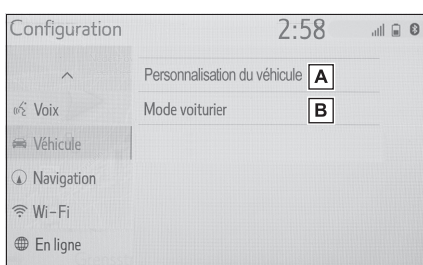 Configuration 2:58
Personnalisation du véhicule A
Voix Mode voiturier B
Véhicule
Navigation
Wi-Fi
En ligne